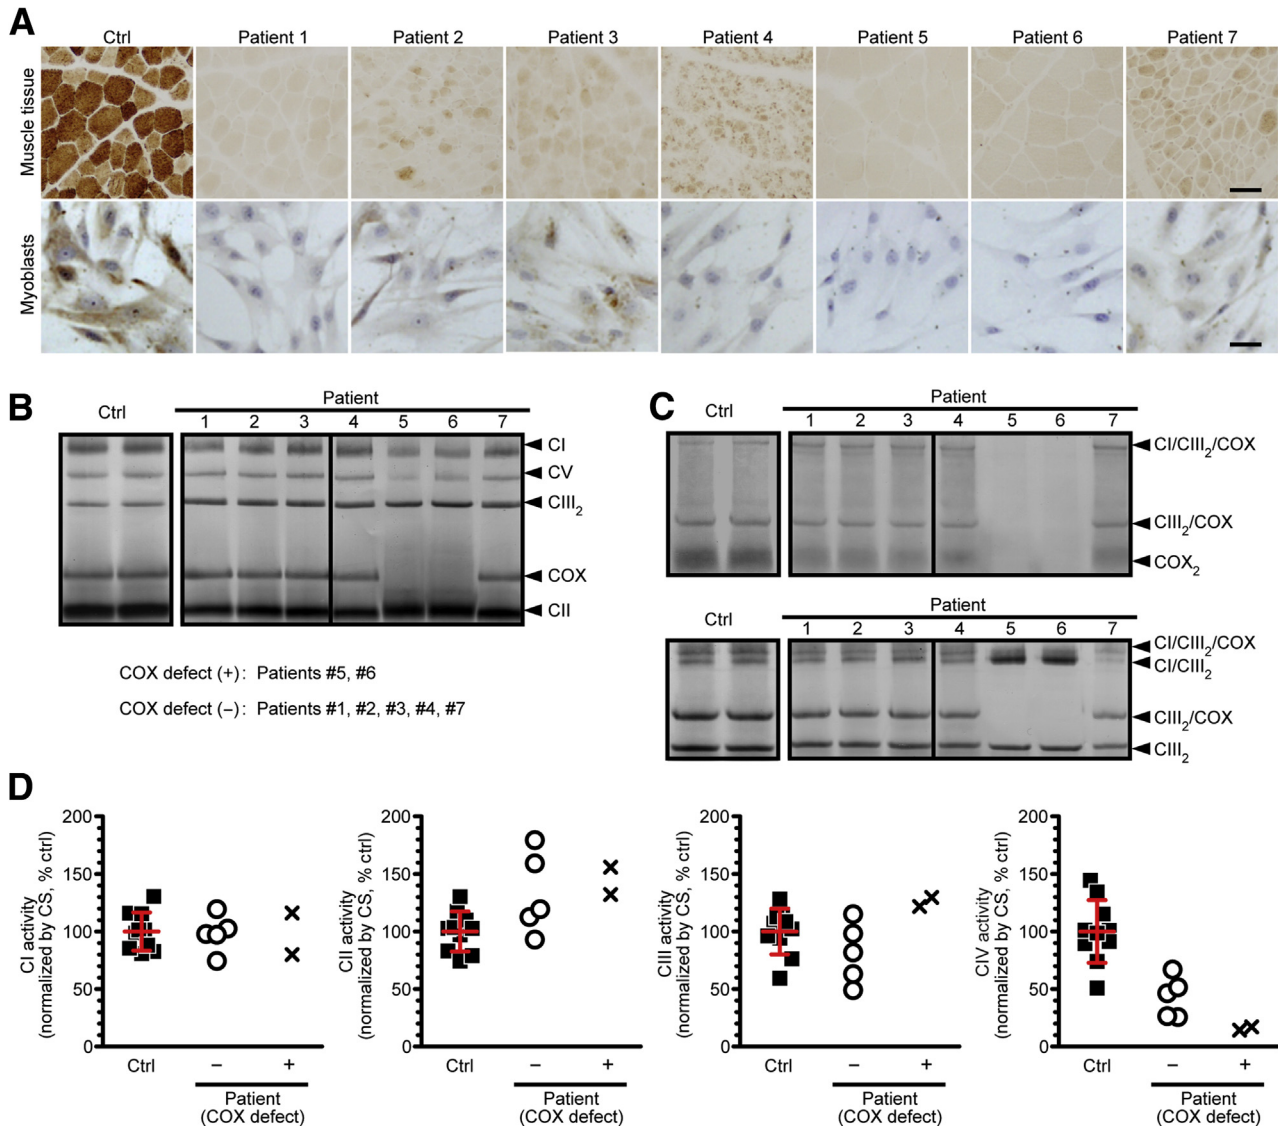 A
Ctrl Patient 1 Patient 2 Patient 3 Patient 4 Patient 5 Patient 6 Patient 7
Muscle tissue
Myoblasts
B
Patient
Ctrl 1 2 3 4 5 6 7
CI
CV
CIII2
COX
CII
COX defect (+): Patients #5, #6
COX defect (−): Patients #1, #2, #3, #4, #7
C
Patient
Ctrl 1 2 3 4 5 6 7
CI/CIII2/COX
CIII2/COX
COX2
Patient
Ctrl 1 2 3 4 5 6 7
CI/CIII2/COX
CI/CIII2
CIII2/COX
CIII2
D
CI activity
(normalized by CS, % ctrl)
200
150
100
50
0
Ctrl − +
Patient
(COX defect)
CII activity
(normalized by CS, % ctrl)
200
150
100
50
0
Ctrl − +
Patient
(COX defect)
CIII activity
(normalized by CS, % ctrl)
200
150
100
50
0
Ctrl − +
Patient
(COX defect)
CIV activity
(normalized by CS, % ctrl)
200
150
100
50
0
Ctrl − +
Patient
(COX defect)